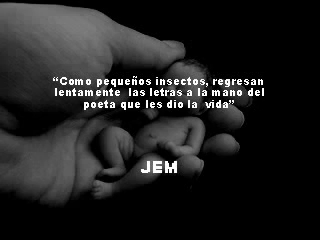 “Como pequeños insectos, regresan
lentamente las letras a la mano del
poeta que les dio la vida”
JEM